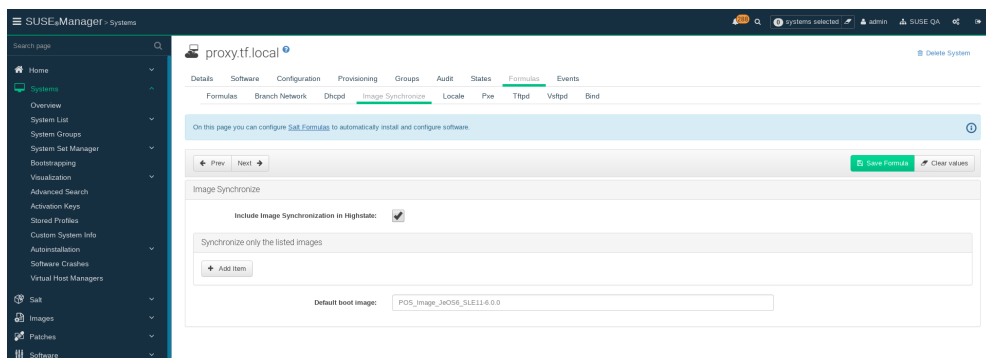 SUSE®Manager > Systems
systems selected admin SUSE QA
Search page
Home
Systems
Overview
System List
System Groups
System Set Manager
Bootstrapping
Visualization
Advanced Search
Activation Keys
Stored Profiles
Custom System Info
Autoinstallation
Software Crashes
Virtual Host Managers
Salt
Images
Patches
Software
proxy.tf.local ?
Delete System
Details Software Configuration Provisioning Groups Audit States Formulas Events
Formulas Branch Network Dhcpd Image Synchronize Locale Pxe Tftpd Vsftpd Bind
On this page you can configure Salt Formulas to automatically install and configure software.
Prev Next Save Formula Clear values
Image Synchronize
Include Image Synchronization in Highstate:
Synchronize only the listed images
+ Add Item
Default boot image: POS_Image_JeOS6_SLE11-6.0.0